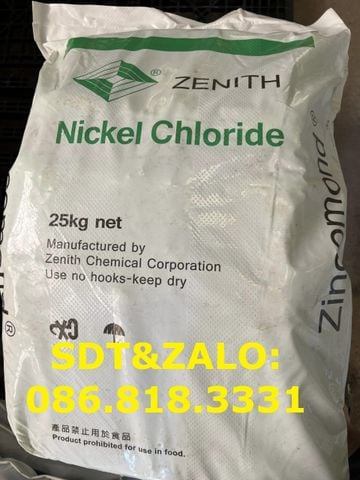 ® ZENITH
Nickel Chloride
25kg net
Manufactured by
Zenith Chemical Corporation
Use no hooks-keep dry
SDT&ZALO:
086.818.3331
產品禁止用於食品
Product prohibited for use in food.
Zincomond®